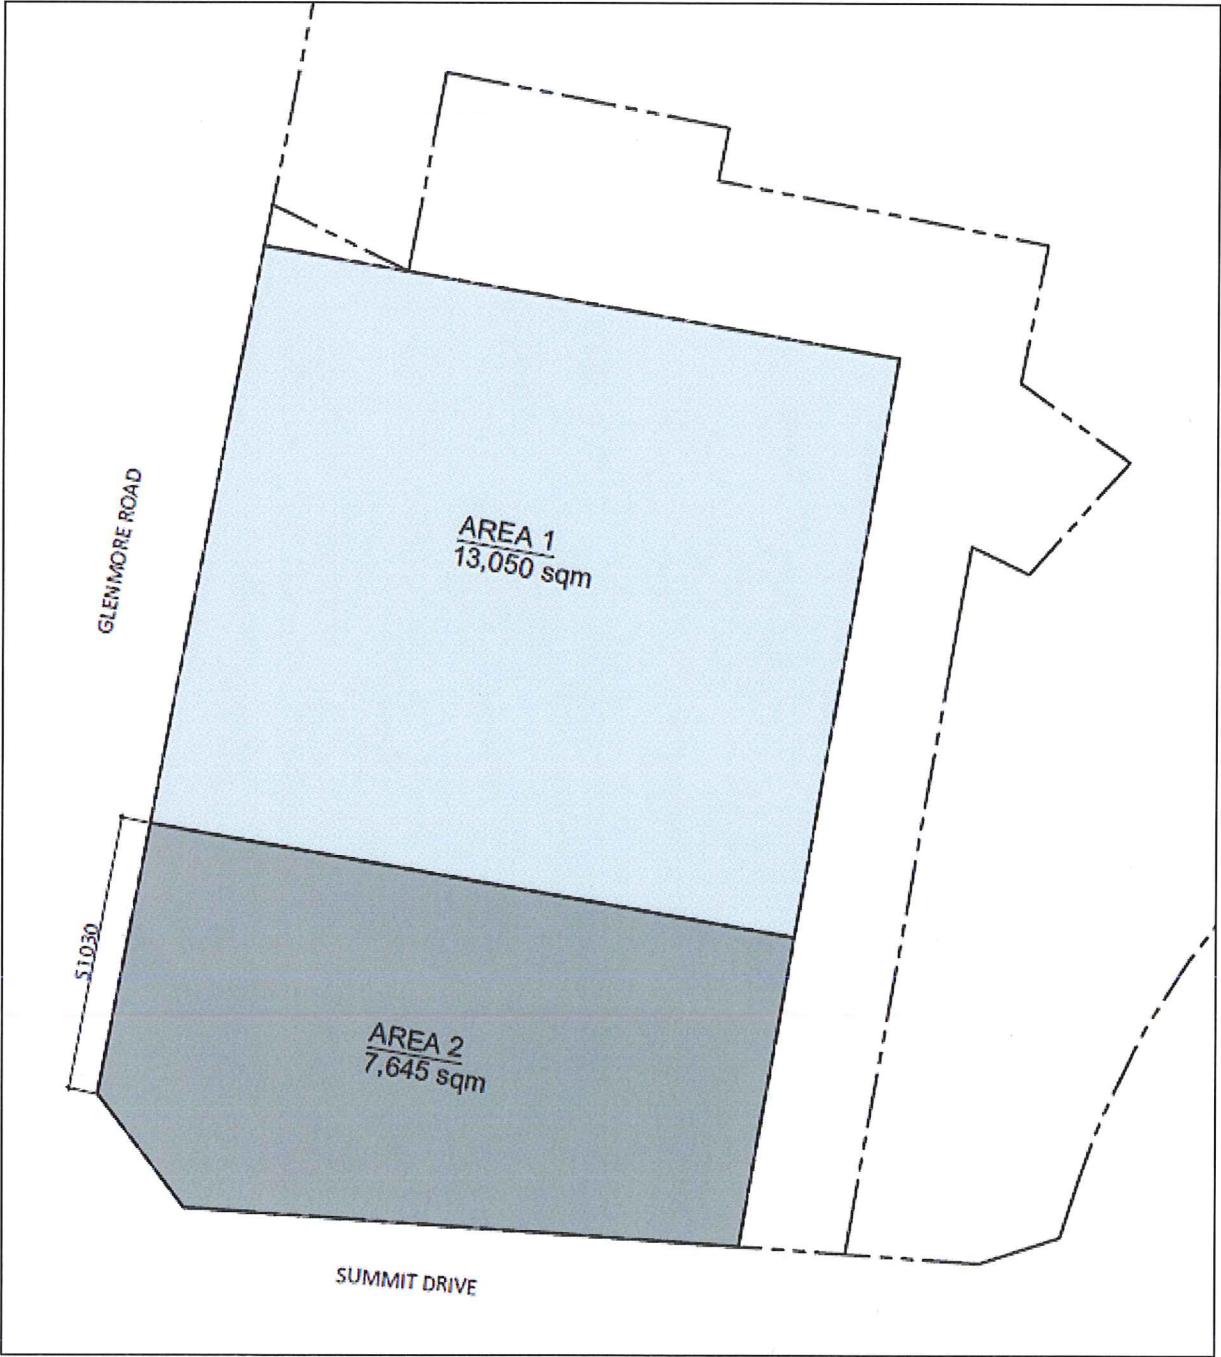 AREA 1
13,050 sqm
GLENMORE ROAD
51030
AREA 2
7,645 sqm
SUMMIT DRIVE